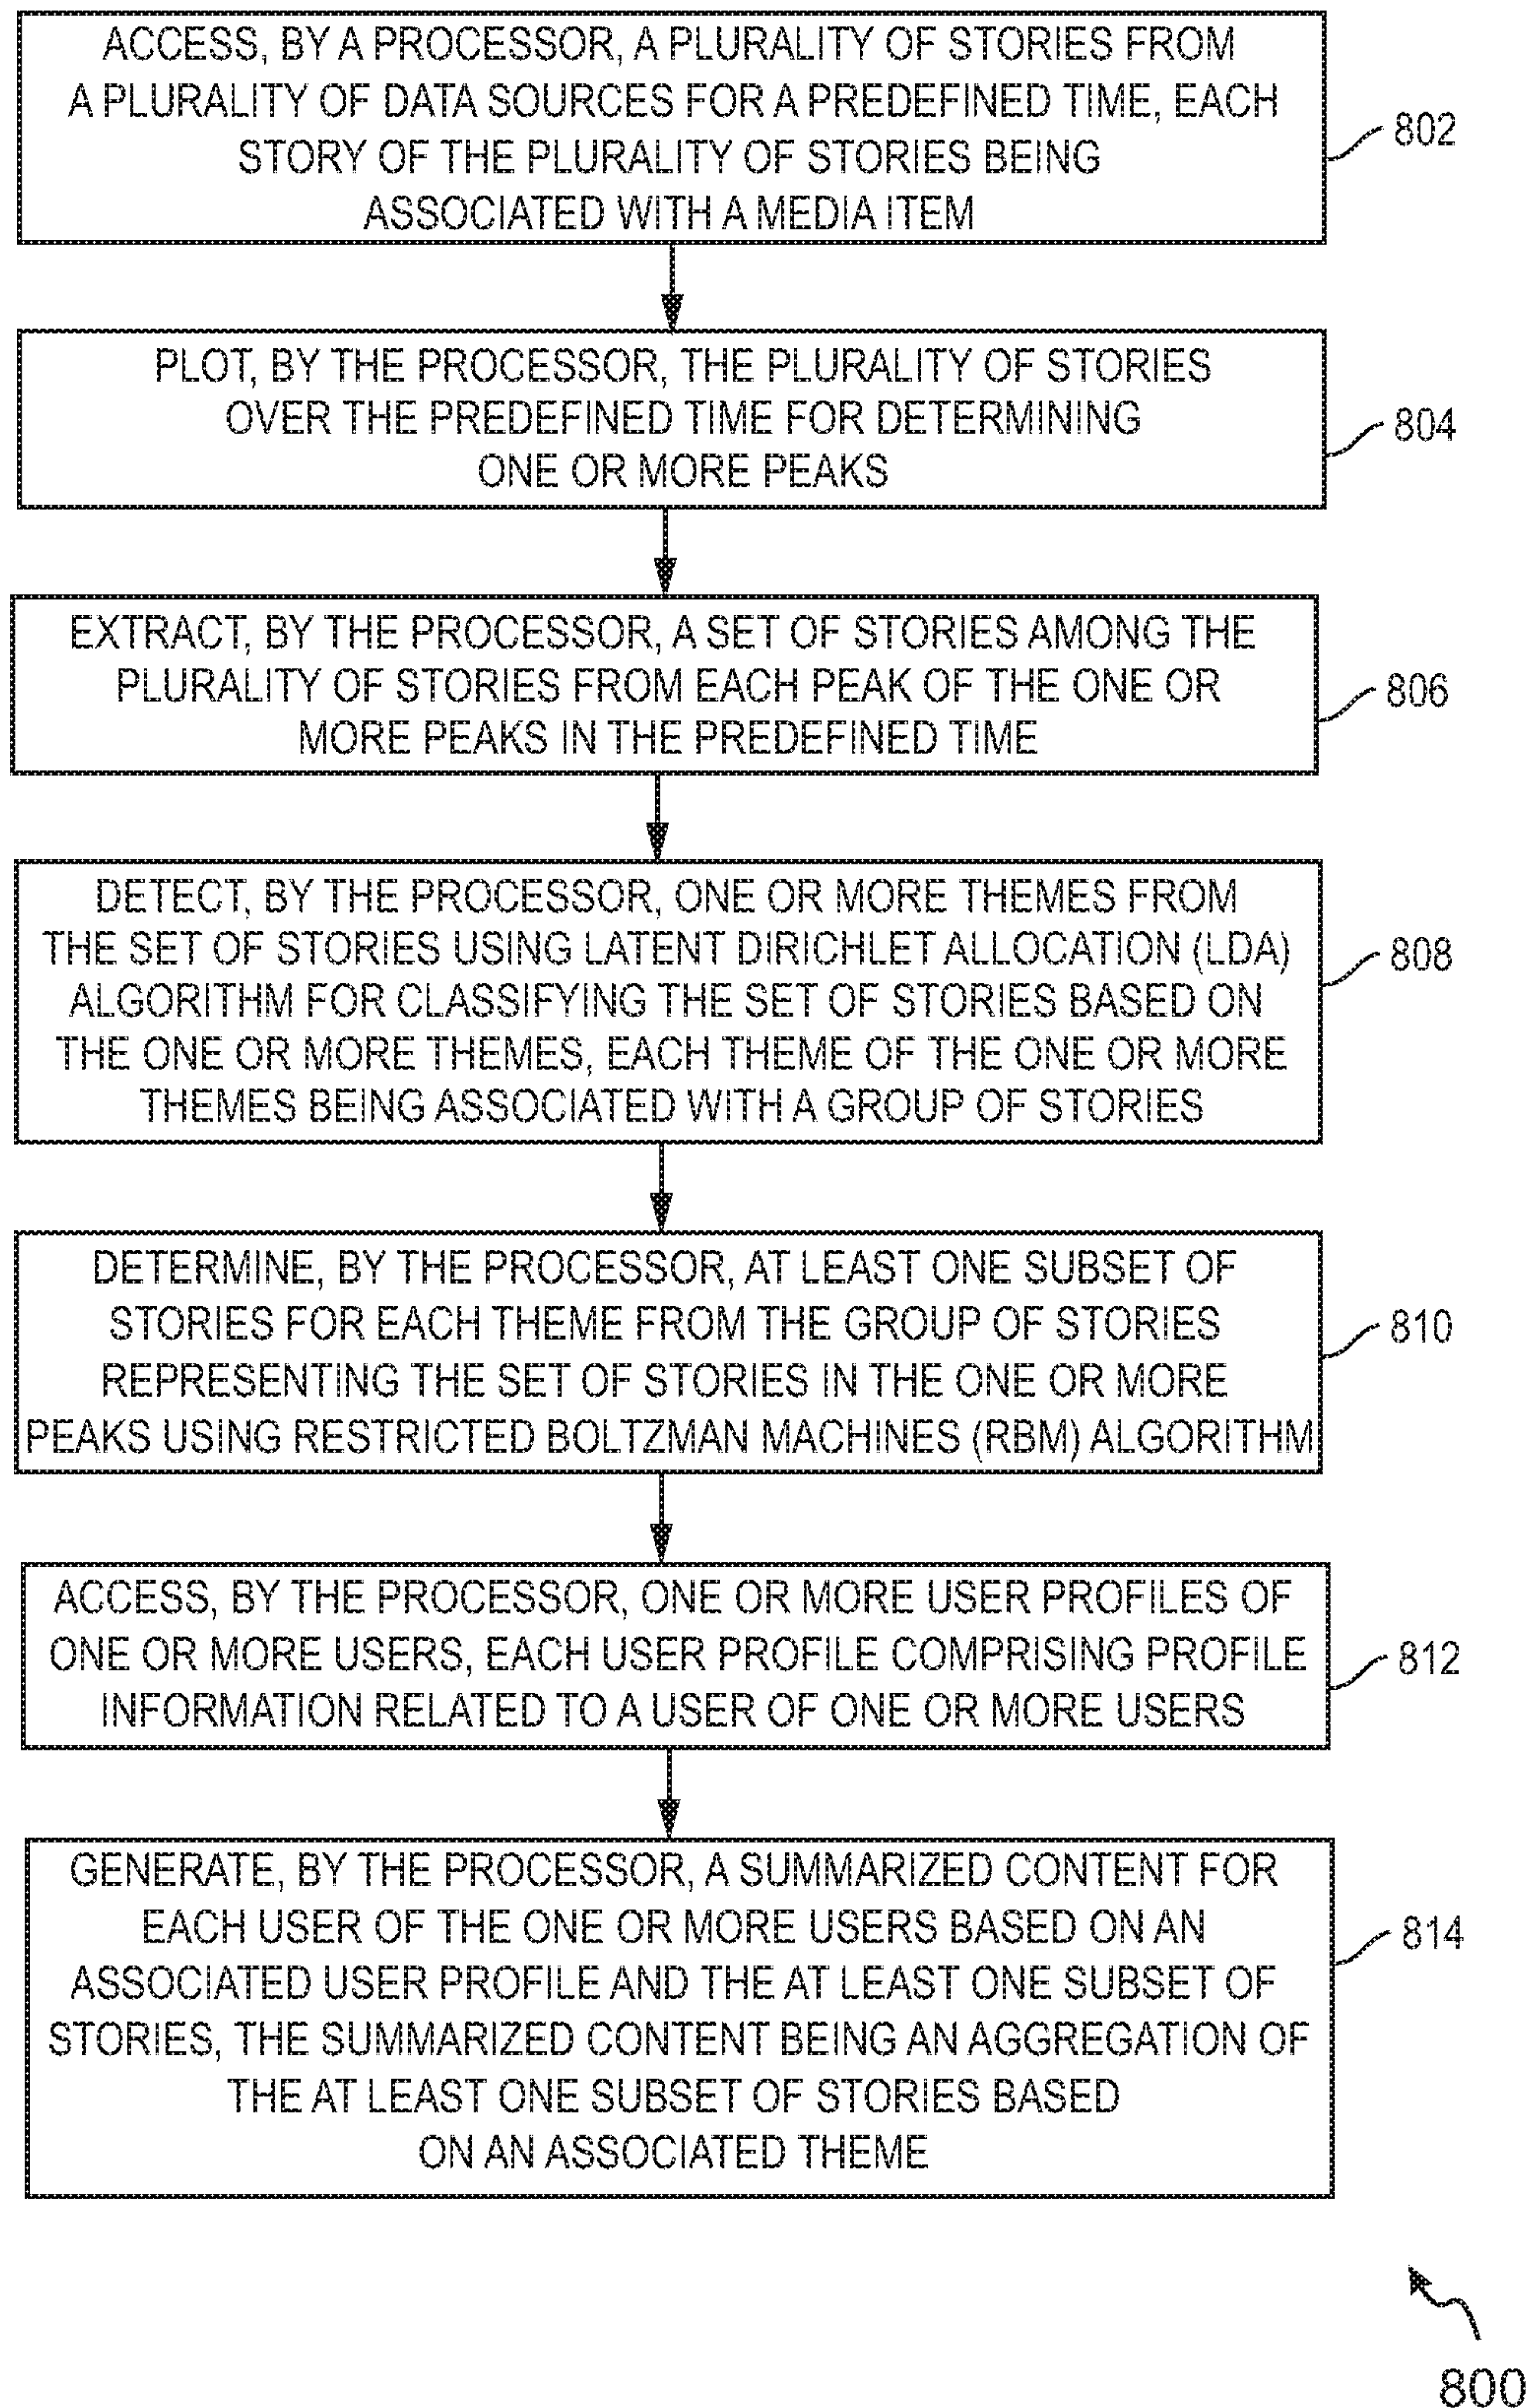 ACCESS, BY A PROCESSOR, A PLURALITY OF STORIES FROM
A PLURALITY OF DATA SOURCES FOR A PREDEFINED TIME, EACH
STORY OF THE PLURALITY OF STORIES BEING
ASSOCIATED WITH A MEDIA ITEM
802
PLOT, BY THE PROCESSOR, THE PLURALITY OF STORIES
OVER THE PREDEFINED TIME FOR DETERMINING
ONE OR MORE PEAKS
804
EXTRACT, BY THE PROCESSOR, A SET OF STORIES AMONG THE
PLURALITY OF STORIES FROM EACH PEAK OF THE ONE OR
MORE PEAKS IN THE PREDEFINED TIME
806
DETECT, BY THE PROCESSOR, ONE OR MORE THEMES FROM
THE SET OF STORIES USING LATENT DIRICHLET ALLOCATION (LDA)
ALGORITHM FOR CLASSIFYING THE SET OF STORIES BASED ON
THE ONE OR MORE THEMES, EACH THEME OF THE ONE OR MORE
THEMES BEING ASSOCIATED WITH A GROUP OF STORIES
808
DETERMINE, BY THE PROCESSOR, AT LEAST ONE SUBSET OF
STORIES FOR EACH THEME FROM THE GROUP OF STORIES
REPRESENTING THE SET OF STORIES IN THE ONE OR MORE
PEAKS USING RESTRICTED BOLTZMAN MACHINES (RBM) ALGORITHM
810
ACCESS, BY THE PROCESSOR, ONE OR MORE USER PROFILES OF
ONE OR MORE USERS, EACH USER PROFILE COMPRISING PROFILE
INFORMATION RELATED TO A USER OF ONE OR MORE USERS
812
GENERATE, BY THE PROCESSOR, A SUMMARIZED CONTENT FOR
EACH USER OF THE ONE OR MORE USERS BASED ON AN
ASSOCIATED USER PROFILE AND THE AT LEAST ONE SUBSET OF
STORIES, THE SUMMARIZED CONTENT BEING AN AGGREGATION OF
THE AT LEAST ONE SUBSET OF STORIES BASED
ON AN ASSOCIATED THEME
814
800